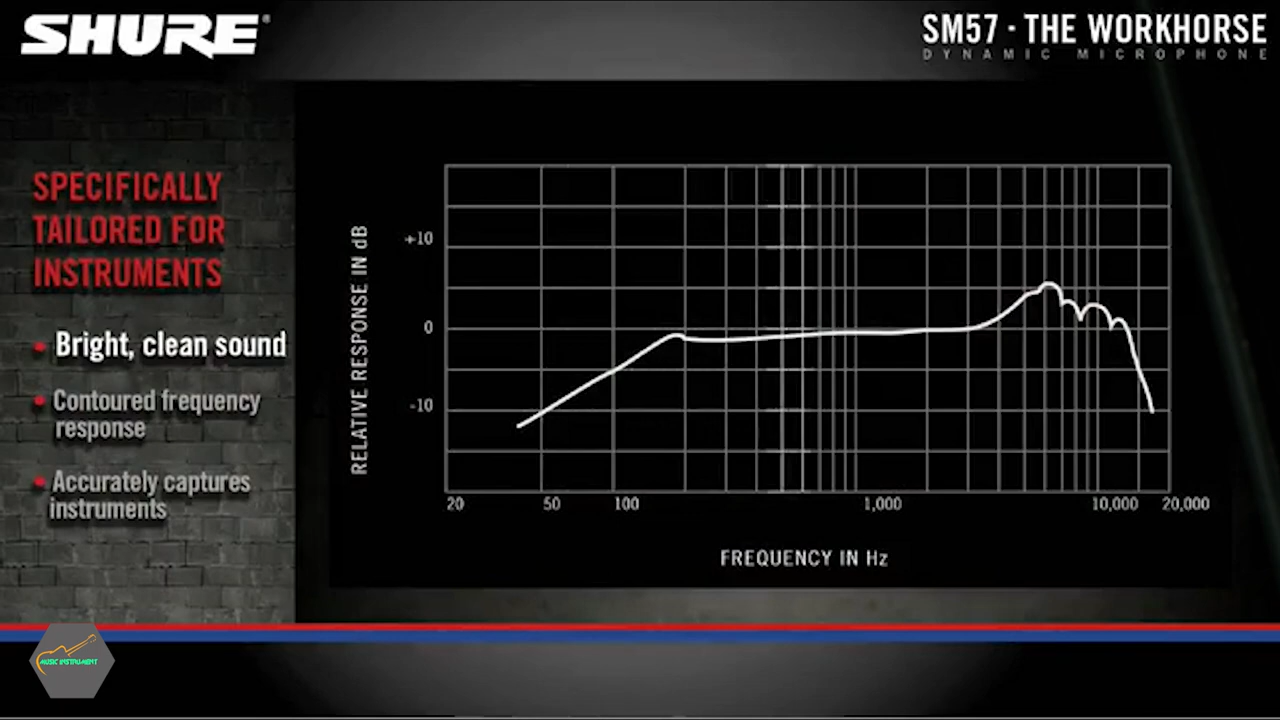 SHURE®
SM57 · THE WORKHORSE
DYNAMIC MICROPHONE
SPECIFICALLY
TAILORED FOR
INSTRUMENTS
• Bright, clean sound
• Contoured frequency
response
• Accurately captures
instruments
RELATIVE RESPONSE IN dB
+10
0
-10
20 50 100 1,000 10,000 20,000
FREQUENCY IN Hz
MUSIC INSTRUMENT